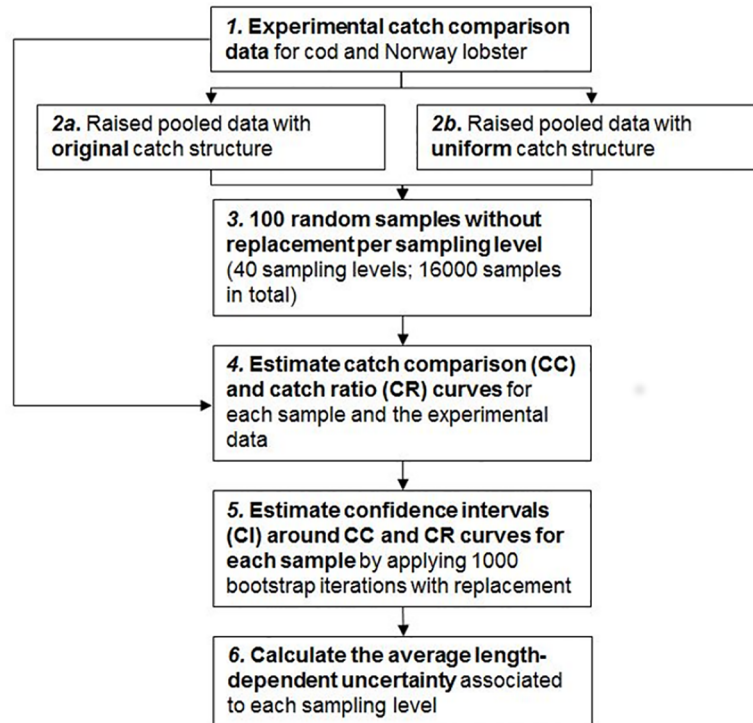 1. Experimental catch comparison
data for cod and Norway lobster
2a. Raised pooled data with
original catch structure
2b. Raised pooled data with
uniform catch structure
3. 100 random samples without
replacement per sampling level
(40 sampling levels; 16000 samples
in total)
4. Estimate catch comparison (CC)
and catch ratio (CR) curves for
each sample and the experimental
data
5. Estimate confidence intervals
(CI) around CC and CR curves for
each sample by applying 1000
bootstrap iterations with replacement
6. Calculate the average length-
dependent uncertainty associated
to each sampling level